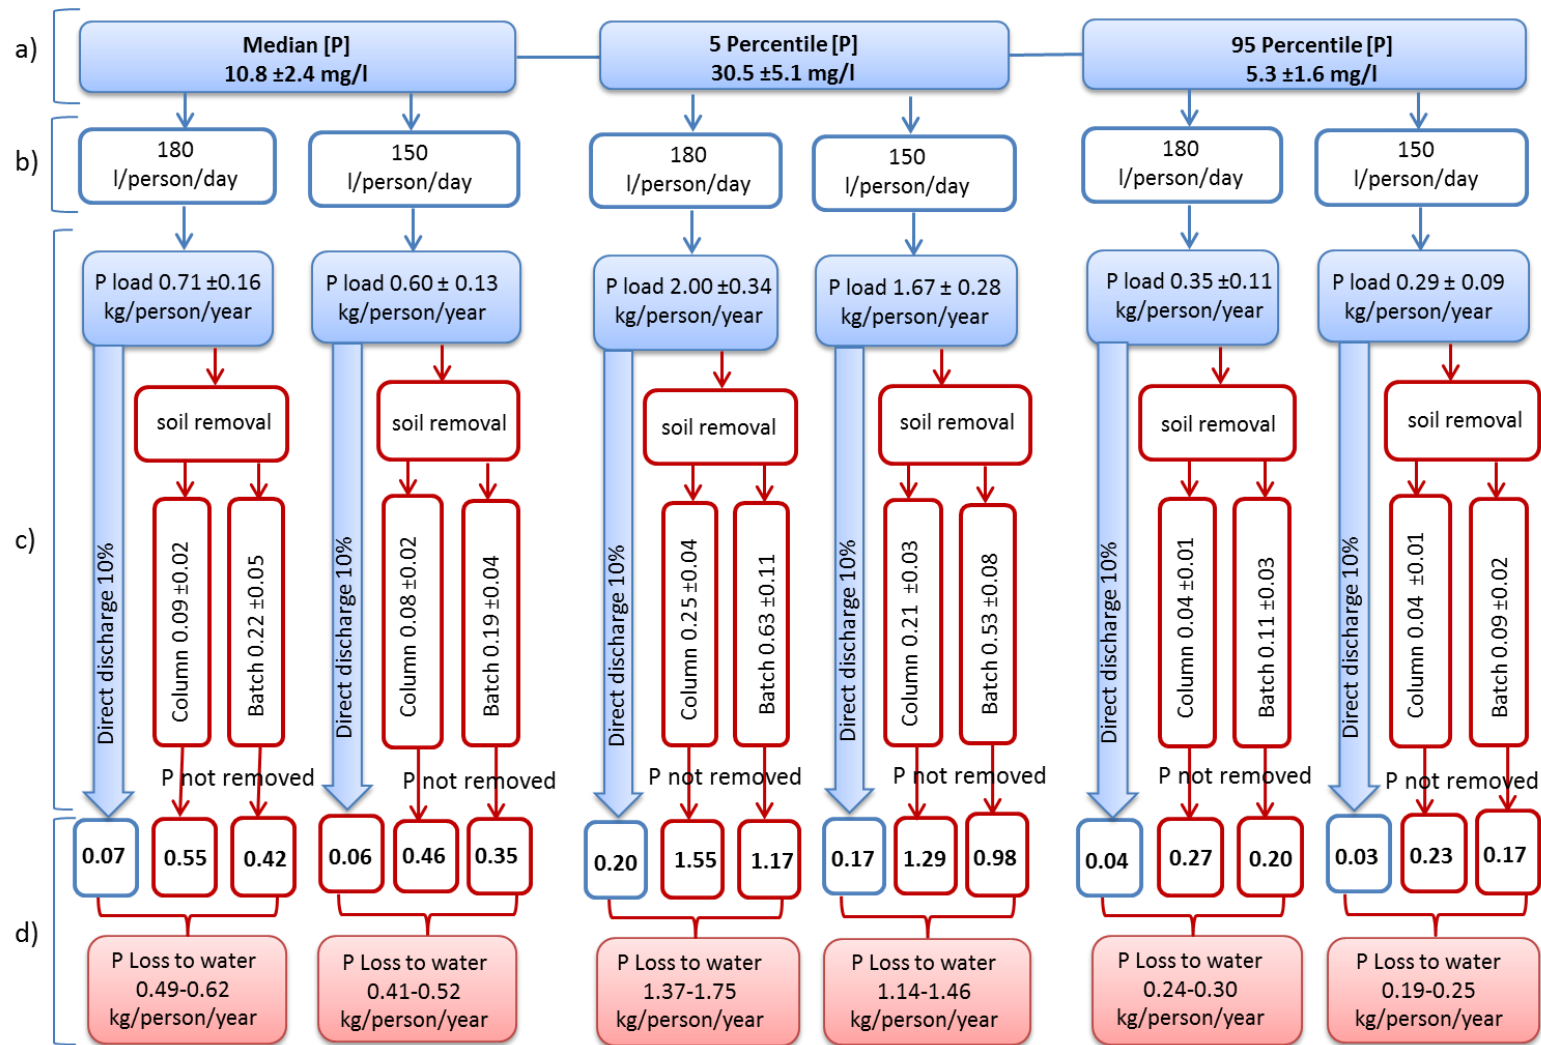 a)
Median [P]
10.8 ±2.4 mg/l
5 Percentile [P]
30.5 ±5.1 mg/l
95 Percentile [P]
5.3 ±1.6 mg/l
b)
180
l/person/day
150
l/person/day
180
l/person/day
150
l/person/day
180
l/person/day
150
l/person/day
c)
P load 0.71 ±0.16
kg/person/year
P load 0.60 ± 0.13
kg/person/year
P load 2.00 ±0.34
kg/person/year
P load 1.67 ± 0.28
kg/person/year
P load 0.35 ±0.11
kg/person/year
P load 0.29 ± 0.09
kg/person/year
soil removal
soil removal
soil removal
soil removal
soil removal
soil removal
Direct discharge 10%
Column 0.09 ±0.02
Batch 0.22 ±0.05
Direct discharge 10%
Column 0.08 ±0.02
Batch 0.19 ±0.04
Direct discharge 10%
Column 0.25 ±0.04
Batch 0.63 ±0.11
Direct discharge 10%
Column 0.21 ±0.03
Batch 0.53 ±0.08
Direct discharge 10%
Column 0.04 ±0.01
Batch 0.11 ±0.03
Direct discharge 10%
Column 0.04 ±0.01
Batch 0.09 ±0.02
P not removed
P not removed
P not removed
P not removed
P not removed
P not removed
d)
0.07
0.55
0.42
0.06
0.46
0.35
0.20
1.55
1.17
0.17
1.29
0.98
0.04
0.27
0.20
0.03
0.23
0.17
P Loss to water
0.49-0.62
kg/person/year
P Loss to water
0.41-0.52
kg/person/year
P Loss to water
1.37-1.75
kg/person/year
P Loss to water
1.14-1.46
kg/person/year
P Loss to water
0.24-0.30
kg/person/year
P Loss to water
0.19-0.25
kg/person/year